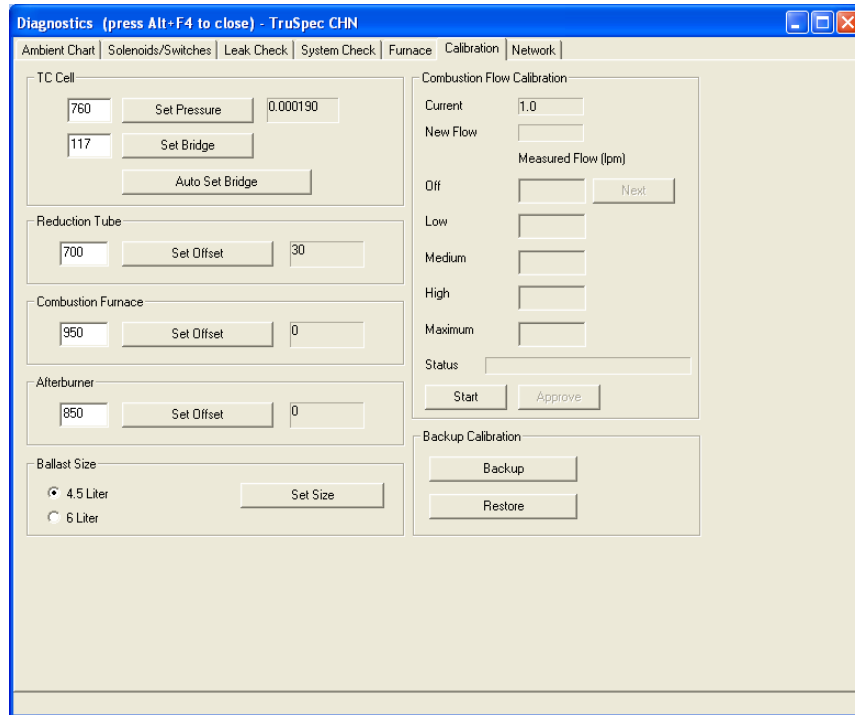 Diagnostics (press Alt+F4 to close) - TruSpec CHN
Ambient Chart Solenoids/Switches Leak Check System Check Furnace Calibration Network
TC Cell
760 Set Pressure 0.000190
117 Set Bridge
Auto Set Bridge
Reduction Tube
700 Set Offset 30
Combustion Furnace
950 Set Offset 0
Afterburner
850 Set Offset 0
Ballast Size
4.5 Liter Set Size
6 Liter
Combustion Flow Calibration
Current 1.0
New Flow
Measured Flow (lpm)
Off Next
Low
Medium
High
Maximum
Status
Start Approve
Backup Calibration
Backup
Restore